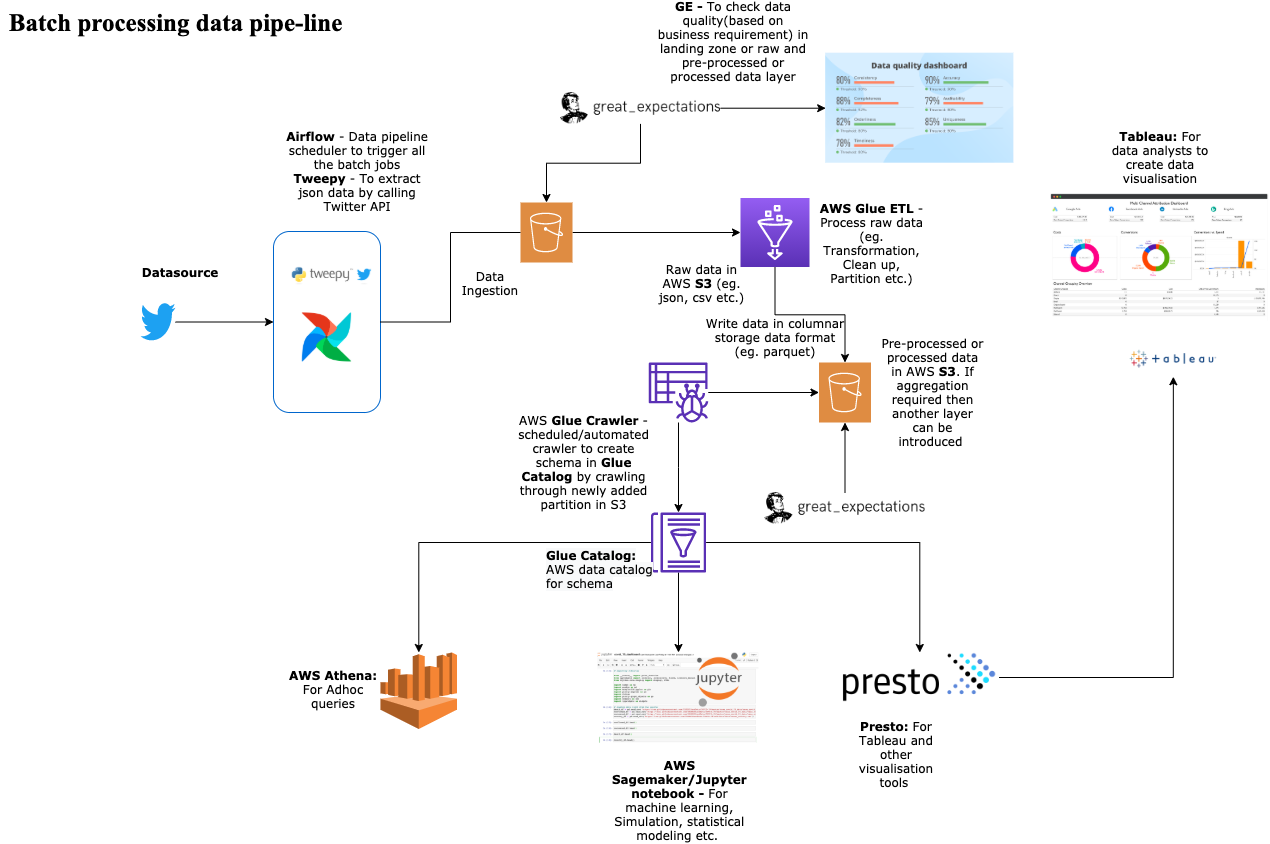 Batch processing data pipe-line
GE - To check data
quality(based on
business requirement) in
landing zone or raw and
pre-processed or
processed data layer
great_expectations
Data quality dashboard
80% Consistency
90% Accuracy
88% Completeness
79% Auditability
82%
85% Uniqueness
78% Timeliness
Airflow - Data pipeline
scheduler to trigger all
the batch jobs
Tweepy - To extract
json data by calling
Twitter API
Tableau: For
data analysts to
create data
visualisation
Multi Channel Attribution Dashboard
Datasource
tweepy
Data
Ingestion
AWS Glue ETL -
Process raw data
(eg.
Transformation,
Clean up,
Partition etc.)
Raw data in
AWS S3 (eg.
json, csv etc.)
Write data in columnar
storage data format
(eg. parquet)
Pre-processed or
processed data
in AWS S3. If
aggregation
required then
another layer
can be
introduced
+ a b l e a u
AWS Glue Crawler -
scheduled/automated
crawler to create
schema in Glue
Catalog by crawling
through newly added
partition in S3
great_expectations
Glue Catalog:
AWS data catalog
for schema
AWS Athena:
For Adhoc
queries
jupyter
presto
Presto: For
Tableau and
other
visualisation
tools
AWS
Sagemaker/Jupyter
notebook - For
machine learning,
Simulation, statistical
modeling etc.